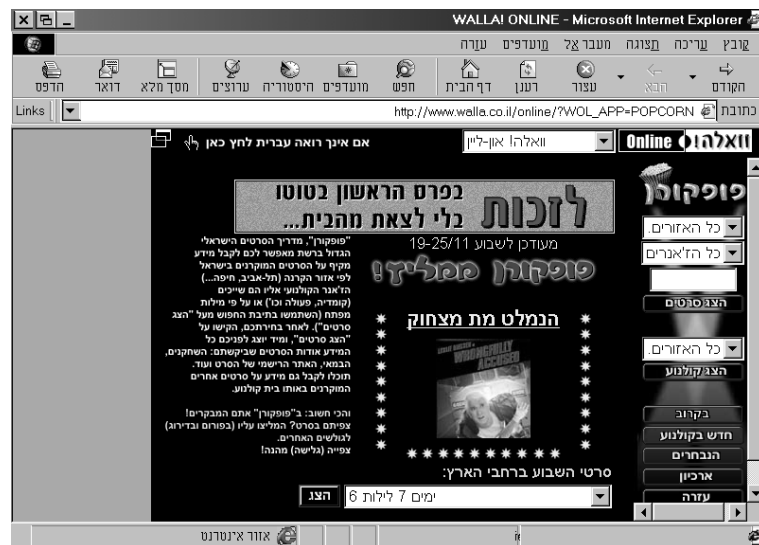 WALLA! ONLINE - Microsoft Internet Explorer
קובץ עריכה תצוגה מעבר אל מועדפים עזרה
הקודם הבא עצור רענן דף הבית חפש מועדפים היסטוריה ערוצים מסך מלא דואר הדפס
כתובת http://www.walla.co.il/online/?WOL_APP=POPCORN Links
וואלה! Online וואלה! און-ליין אם אינך רואה עברית לחץ כאן
פופקורן
כל האזורים.
כל הז'אנרים
הצג סרטים
כל האזורים.
הצג קולנוע
בקרוב
חדש בקולנוע
הנבחרים
ארכיון
עזרה
לזכות
בפרס הראשון בטוטו
בלי לצאת מהבית...
מעודכן לשבוע 19-25/11
פופקורן ממליץ!
הנמלט מת מצחוק
LESLIE NIELSEN IS
WRONGFULLY
ACCUSED
"פופקורן", מדריך הסרטים הישראלי
הגדול ברשת מאפשר לכם לקבל מידע
מקיף על הסרטים המוקרנים בישראל
לפי אזור הקרנה (תל-אביב, חיפה...)
הז'אנר הקולנועי אליו הם שייכים
(קומדיה, פעולה וכו') או על פי מילות
מפתח (השתמשו בתיבת החפוש מעל "הצג
סרטים"). לאחר בחירתכם, הקישו על
"הצג סרטים", ומיד יוצג לפניכם כל
המידע אודות הסרטים שביקשתם: השחקנים,
הבמאי, האתר הרישמי של הסרט ועוד.
תוכלו לקבל גם מידע על סרטים אחרים
המוקרנים באותו בית קולנוע.
והכי חשוב: ב"פופקורן" אתם המבקרים!
צפיתם בסרט? המליצו עליו (בפורום ובדירוג)
לגולשים האחרים.
צפייה (גלישה) מהנה!
סרטי השבוע ברחבי הארץ:
6 ימים 7 לילות הצג
אזור אינטרנט